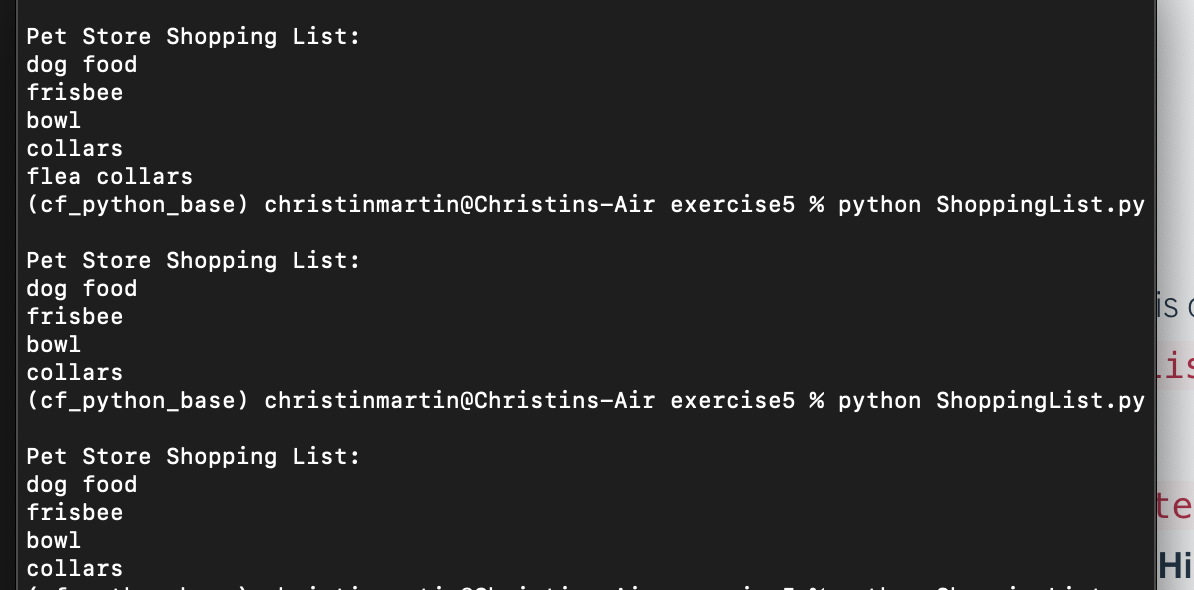 Pet Store Shopping List:
dog food
frisbee
bowl
collars
flea collars
(cf_python_base) christinmartin@Christins-Air exercise5 % python ShoppingList.py
Pet Store Shopping List:
dog food
frisbee
bowl
collars
(cf_python_base) christinmartin@Christins-Air exercise5 % python ShoppingList.py
Pet Store Shopping List:
dog food
frisbee
bowl
collars
is
te
Hi